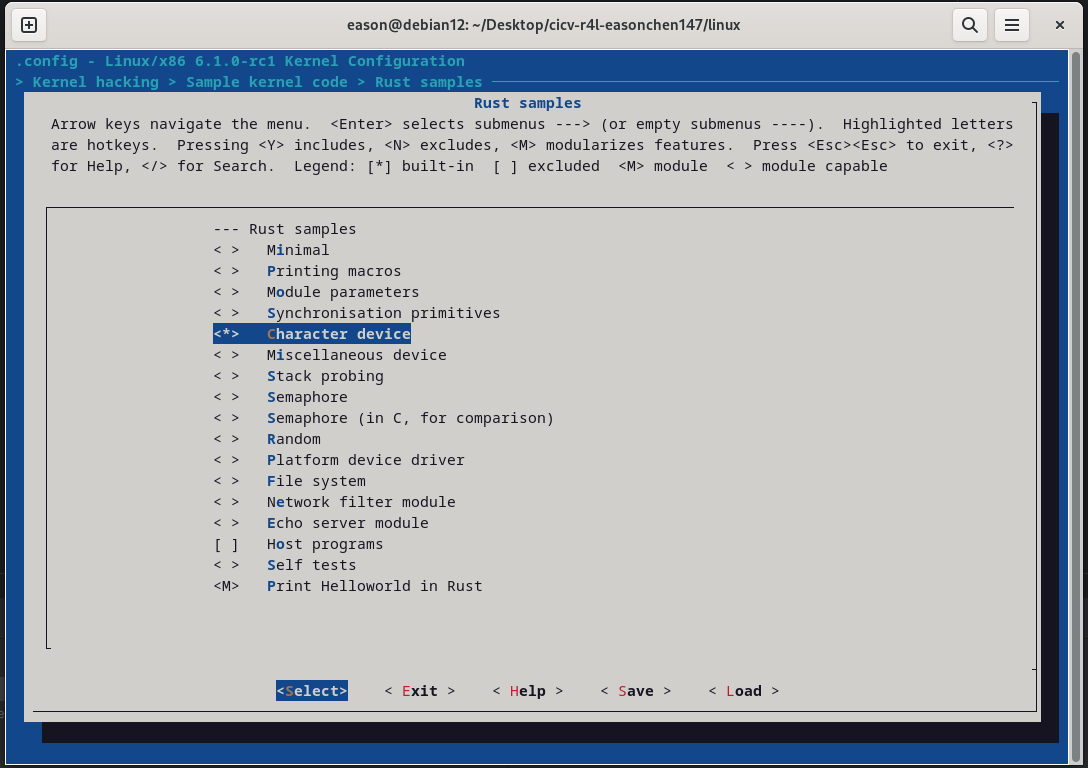 eason@debian12: ~/Desktop/cicv-r4l-easonchen147/linux
.config - Linux/x86 6.1.0-rc1 Kernel Configuration
> Kernel hacking > Sample kernel code > Rust samples
Rust samples
Arrow keys navigate the menu.  <Enter> selects submenus ---> (or empty submenus ----).  Highlighted letters
are hotkeys.  Pressing <Y> includes, <N> excludes, <M> modularizes features.  Press <Esc><Esc> to exit, <?>
for Help, </> for Search.  Legend: [*] built-in  [ ] excluded  <M> module  < > module capable
--- Rust samples
< >   Minimal
< >   Printing macros
< >   Module parameters
< >   Synchronisation primitives
<*>   Character device
< >   Miscellaneous device
< >   Stack probing
< >   Semaphore
< >   Semaphore (in C, for comparison)
< >   Random
< >   Platform device driver
< >   File system
< >   Network filter module
< >   Echo server module
[ ]   Host programs
< >   Self tests
<M>   Print Helloworld in Rust
<Select>    < Exit >    < Help >    < Save >    < Load >